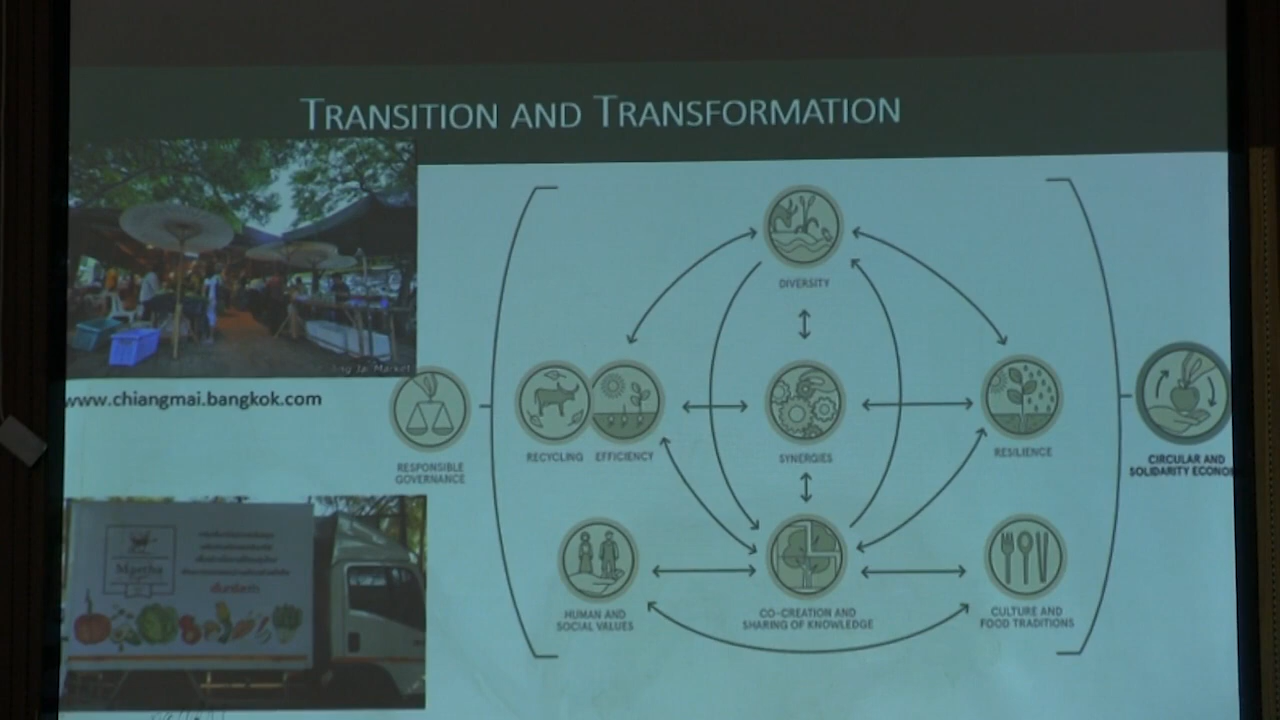 TRANSITION AND TRANSFORMATION
www.chiangmai.bangkok.com
DIVERSITY
RECYCLING
EFFICIENCY
SYNERGIES
RESILIENCE
RESPONSIBLE
GOVERNANCE
CIRCULAR AND
SOLIDARITY ECONO
HUMAN AND
SOCIAL VALUES
CO-CREATION AND
SHARING OF KNOWLEDGE
CULTURE AND
FOOD TRADITIONS